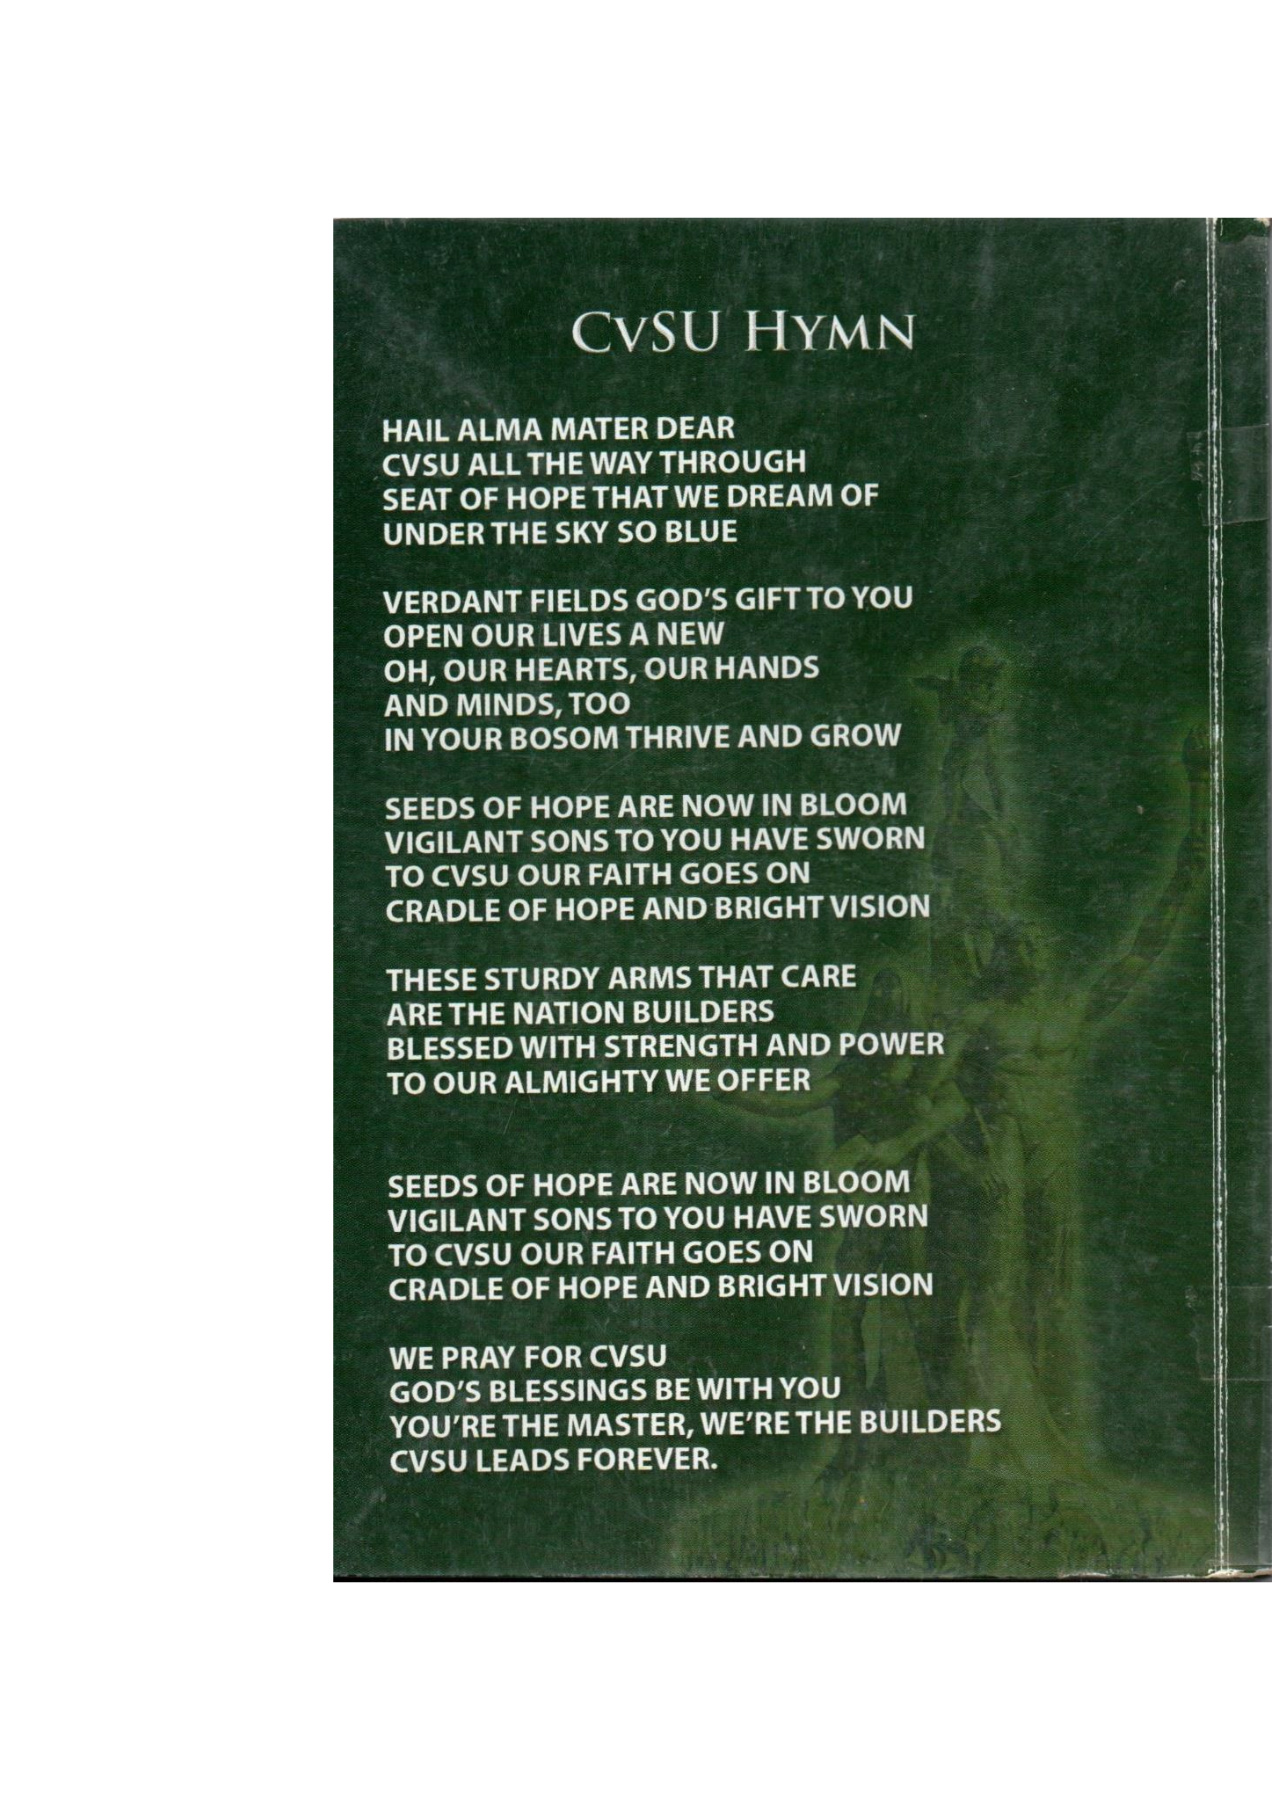 CvSU Hymn
HAIL ALMA MATER DEAR
CVSU ALL THE WAY THROUGH
SEAT OF HOPE THAT WE DREAM OF
UNDER THE SKY SO BLUE
VERDANT FIELDS GOD'S GIFT TO YOU
OPEN OUR LIVES A NEW
OH, OUR HEARTS, OUR HANDS
AND MINDS, TOO
IN YOUR BOSOM THRIVE AND GROW
SEEDS OF HOPE ARE NOW IN BLOOM
VIGILANT SONS TO YOU HAVE SWORN
TO CVSU OUR FAITH GOES ON
CRADLE OF HOPE AND BRIGHT VISION
THESE STURDY ARMS THAT CARE
ARE THE NATION BUILDERS
BLESSED WITH STRENGTH AND POWER
TO OUR ALMIGHTY WE OFFER
SEEDS OF HOPE ARE NOW IN BLOOM
VIGILANT SONS TO YOU HAVE SWORN
TO CVSU OUR FAITH GOES ON
CRADLE OF HOPE AND BRIGHT VISION
WE PRAY FOR CVSU
GOD'S BLESSINGS BE WITH YOU
YOU'RE THE MASTER, WE'RE THE BUILDERS
CVSU LEADS FOREVER.